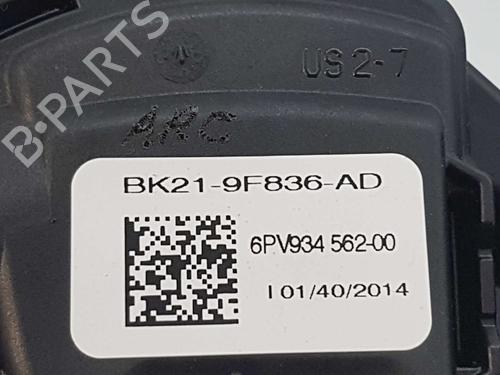 B-PARTS
US 2-7
ARC
BK21-9F836-AD
6PV934 562-00
I 01/40/2014